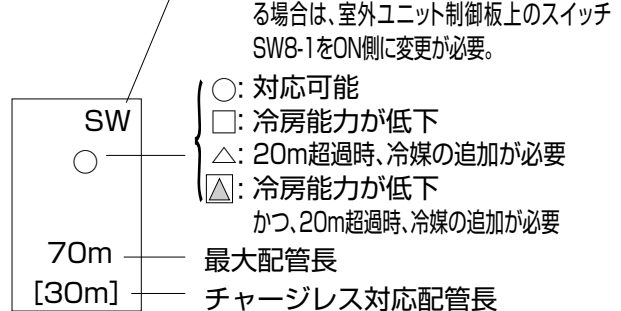 る場合は、室外ユニット制御板上のスイッチ
SW8-1をON側に変更が必要。
SW
○
○: 対応可能
□: 冷房能力が低下
△: 20m超過時、冷媒の追加が必要
△: 冷房能力が低下
かつ、20m超過時、冷媒の追加が必要
70m
最大配管長
[30m]
チャージレス対応配管長